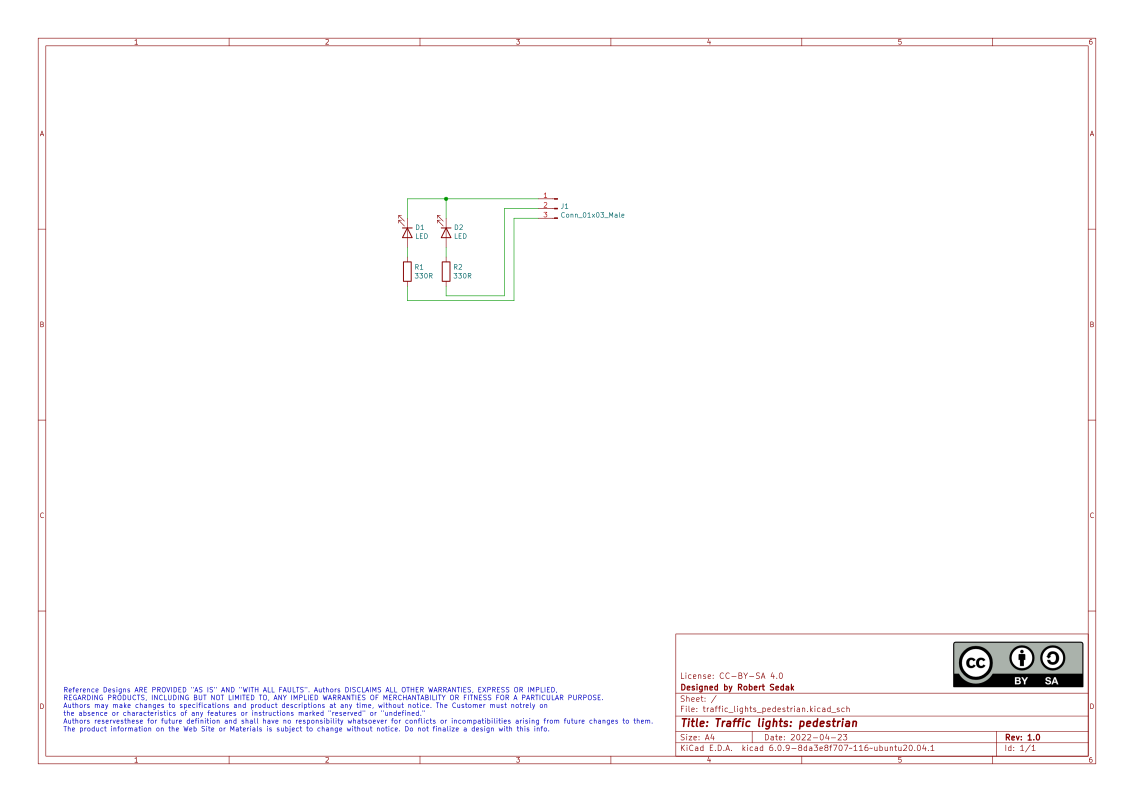 1 2 3 4 5 6
A A
1
2 J1
3 Conn_01x03_Male
D1 D2
LED LED
R1 R2
330R 330R
B B
C C
License: CC-BY-SA 4.0
cc BY SA
Designed by Robert Sedak
Sheet: /
File: traffic_lights_pedestrian.kicad_sch
Title: Traffic lights: pedestrian
Size: A4 Date: 2022-04-23 Rev: 1.0
KiCad E.D.A. kicad 6.0.9-8da3e8f707-116~ubuntu20.04.1 Id: 1/1
Reference Designs ARE PROVIDED "AS IS" AND "WITH ALL FAULTS". Authors DISCLAIMS ALL OTHER WARRANTIES, EXPRESS OR IMPLIED,
REGARDING PRODUCTS, INCLUDING BUT NOT LIMITED TO, ANY IMPLIED WARRANTIES OF MERCHANTABILITY OR FITNESS FOR A PARTICULAR PURPOSE.
Authors may make changes to specifications and product descriptions at any time, without notice. The Customer must notrely on
the absence or characteristics of any features or instructions marked "reserved" or "undefined."
Authors reservesthese for future definition and shall have no responsibility whatsoever for conflicts or incompatibilities arising from future changes to them.
The product information on the Web Site or Materials is subject to change without notice. Do not finalize a design with this info.
D D
1 2 3 4 5 6